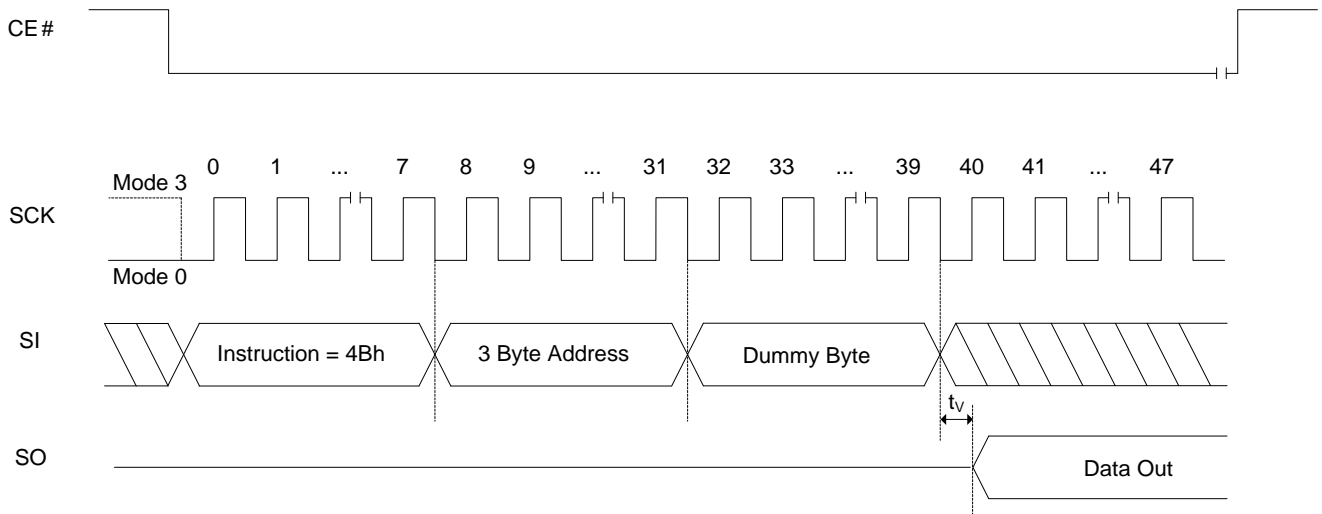 CE#
0 1 ... 7 8 9 ... 31 32 33 ... 39 40 41 ... 47
Mode 3
SCK
Mode 0
SI
Instruction = 4Bh
3 Byte Address
Dummy Byte
tV
SO
Data Out